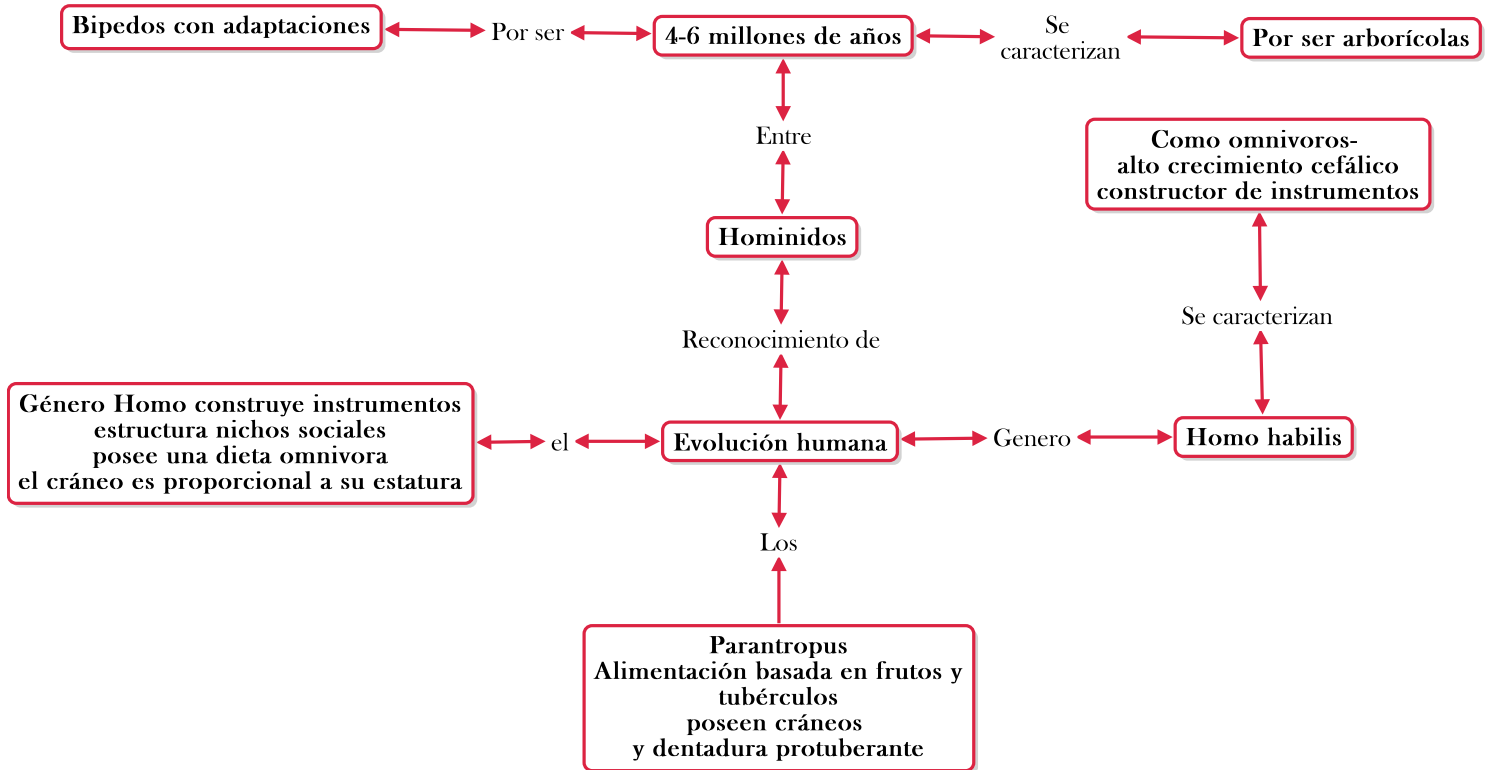 Bipedos con adaptaciones
Por ser
4-6 millones de años
Se
caracterizan
Por ser arborícolas
Entre
Como omnivoros-
alto crecimiento cefálico
constructor de instrumentos
Hominidos
Se caracterizan
Reconocimiento de
Género Homo construye instrumentos
estructura nichos sociales
posee una dieta omnivora
el cráneo es proporcional a su estatura
el
Evolución humana
Genero
Homo habilis
Los
Parantropus
Alimentación basada en frutos y
tubérculos
poseen cráneos
y dentadura protuberante